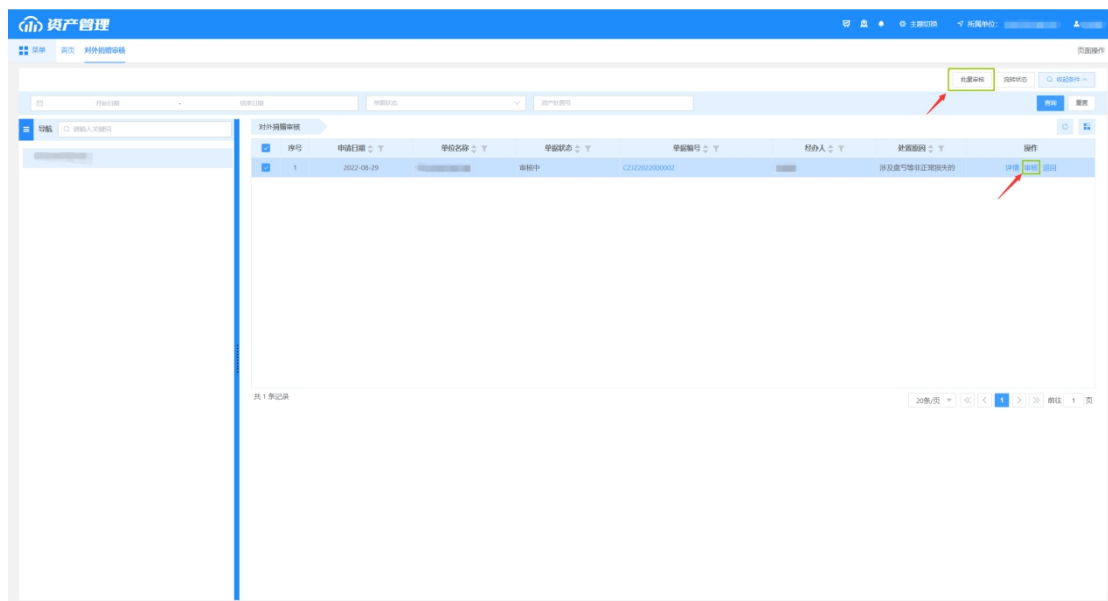 资产管理
主题切换 所属单位:
菜单 首页 对外捐赠审核 页面操作
批量审核 流转状态 收起条件
开始日期 - 结束日期 单据状态 资产处置号 查询 重置
导航 请输入关键词
对外捐赠审核
序号 申请日期 单位名称 单据状态 单据编号 经办人 处置原因 操作
1 2022-08-29 审核中 CZJZ2022000002 涉及盘亏等非正常损失的 详情 审核 退回
共 1 条记录
20条/页 1 前往 1 页